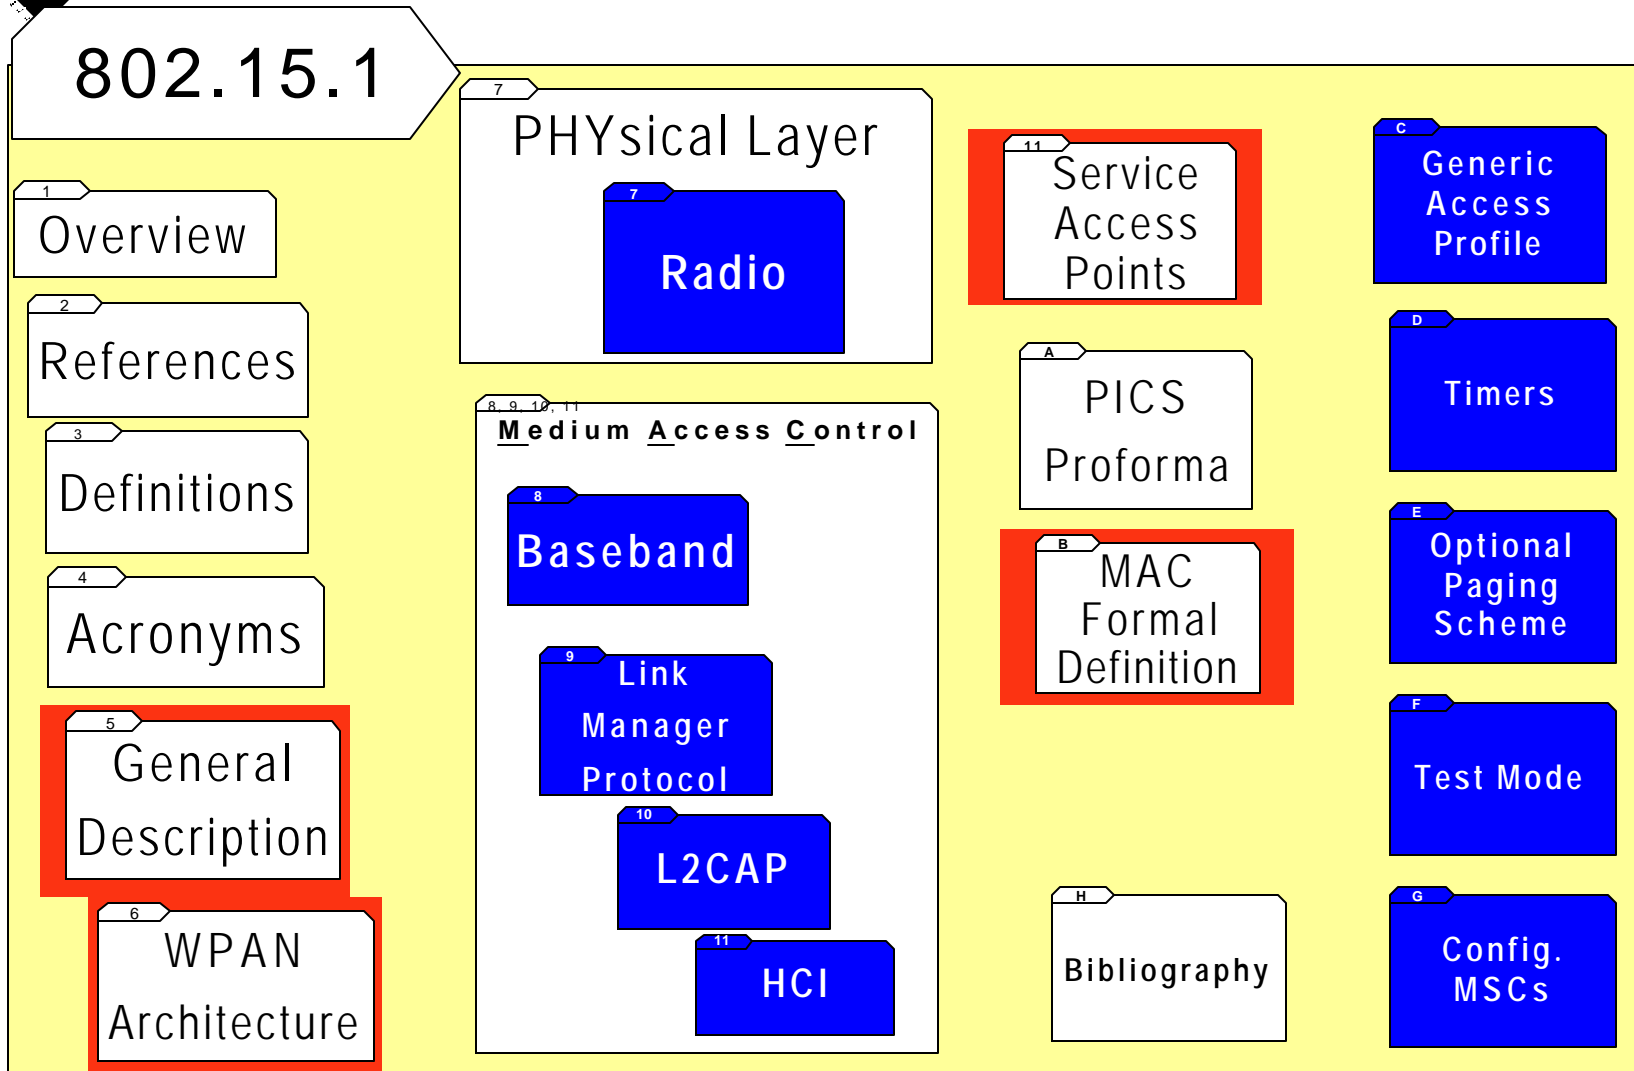 802.15.1
1
Overview
2
References
3
Definitions
4
Acronyms
5
General
Description
6
WPAN
Architecture
7
PHYsical Layer
7
Radio
8, 9, 10, 11
Medium Access Control
8
Baseband
9
Link
Manager
Protocol
10
L2CAP
11
HCI
11
Service
Access
Points
A
PICS
Proforma
B
MAC
Formal
Definition
H
Bibliography
C
Generic
Access
Profile
D
Timers
E
Optional
Paging
Scheme
F
Test Mode
G
Config.
MSCs